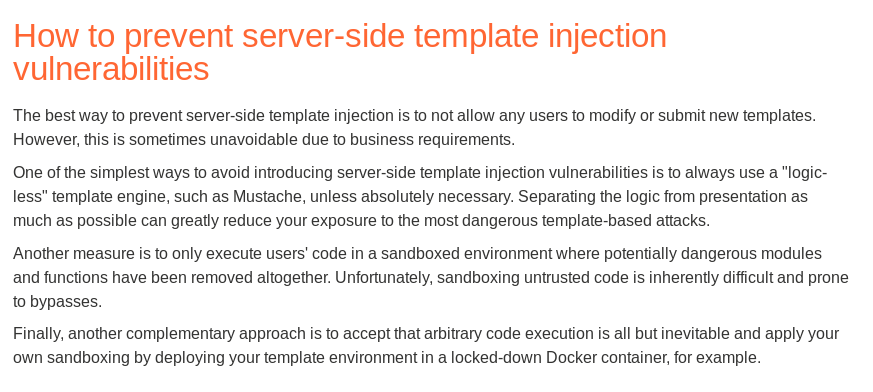 How to prevent server-side template injection
vulnerabilities
The best way to prevent server-side template injection is to not allow any users to modify or submit new templates.
However, this is sometimes unavoidable due to business requirements.
One of the simplest ways to avoid introducing server-side template injection vulnerabilities is to always use a "logic-
less" template engine, such as Mustache, unless absolutely necessary. Separating the logic from presentation as
much as possible can greatly reduce your exposure to the most dangerous template-based attacks.
Another measure is to only execute users' code in a sandboxed environment where potentially dangerous modules
and functions have been removed altogether. Unfortunately, sandboxing untrusted code is inherently difficult and prone
to bypasses.
Finally, another complementary approach is to accept that arbitrary code execution is all but inevitable and apply your
own sandboxing by deploying your template environment in a locked-down Docker container, for example.